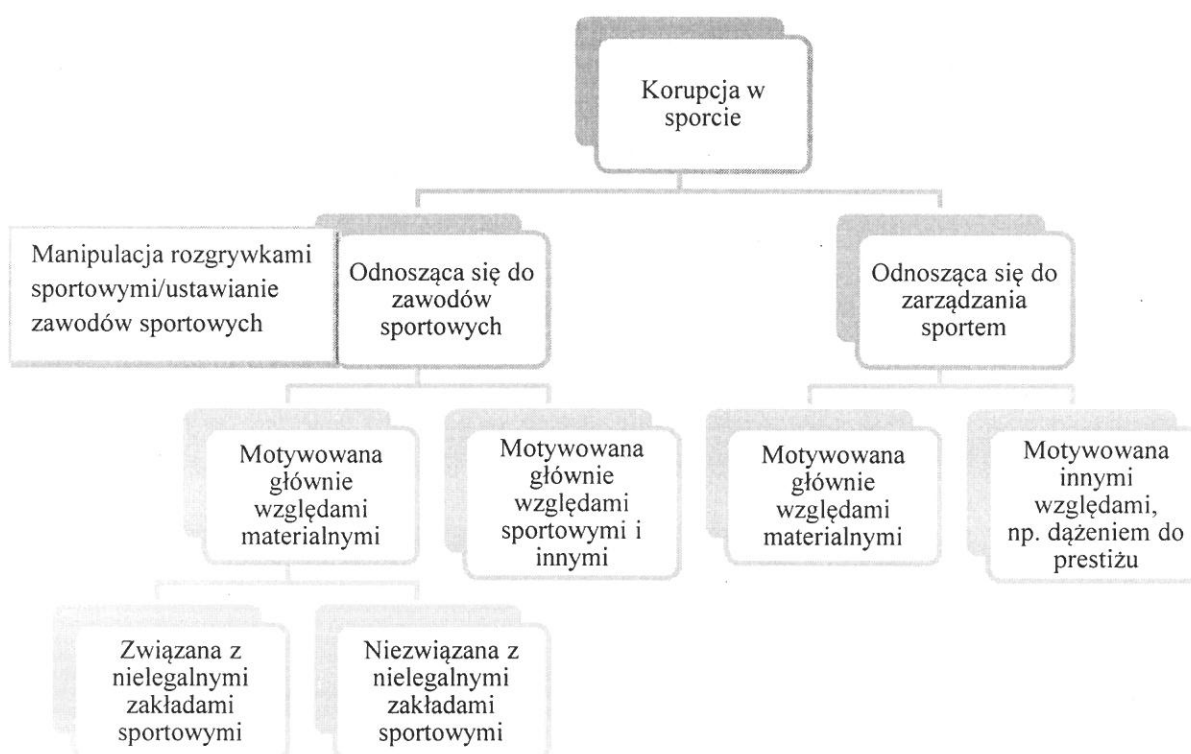 Korupcja w
sporcie
Manipulacja rozgrywkami
sportowymi/ustawianie
zawodów sportowych
Odnosząca się do
zawodów
sportowych
Odnosząca się do
zarządzania
sportem
Motywowana
głównie
względami
materialnymi
Motywowana
głównie
względami
sportowymi i
innymi
Motywowana
głównie
względami
materialnymi
Motywowana
innymi
względami,
np. dążeniem do
prestiżu
Związana z
nielegalnymi
zakładami
sportowymi
Niezwiązana z
nielegalnymi
zakładami
sportowymi